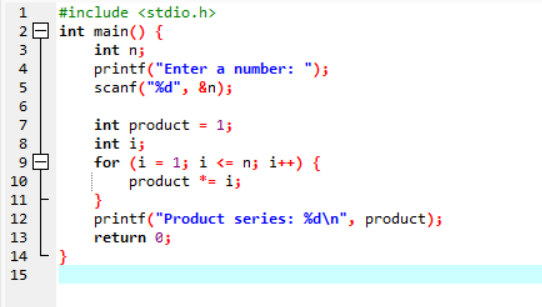 1 #include <stdio.h>
2 int main() {
3 int n;
4 printf("Enter a number: ");
5 scanf("%d", &n);
6
7 int product = 1;
8 int i;
9 for (i = 1; i <= n; i++) {
10 product *= i;
11 }
12 printf("Product series: %d\n", product);
13 return 0;
14 }
15